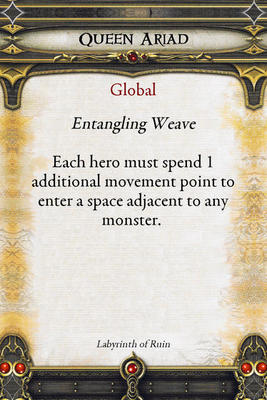 Queen Ariad
Global
Entangling Weave
Each hero must spend 1
additional movement point to
enter a space adjacent to any
monster.
Labyrinth of Ruin